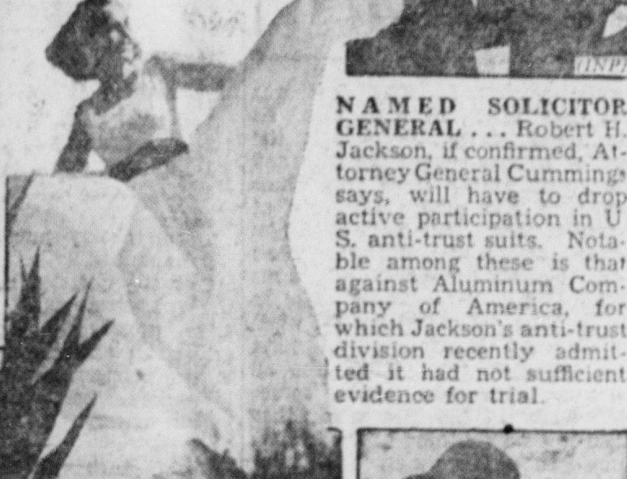 (INP)
NAMED SOLICITOR
GENERAL... Robert H.
Jackson, if confirmed, At-
torney General Cummings
says, will have to drop
active participation in U
S. anti-trust suits. Nota-
ble among these is that
against Aluminum Com-
pany of America, for
which Jackson's anti-trust
division recently admit-
ted it had not sufficient
evidence for trial.